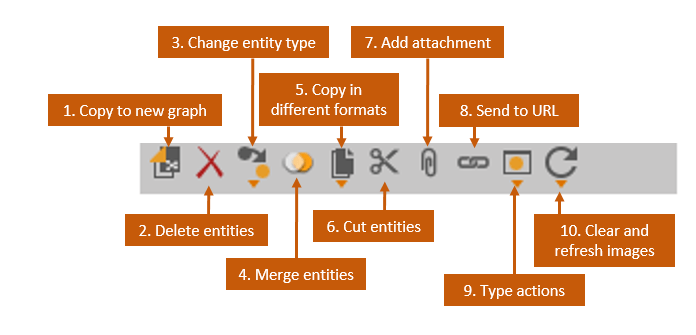 3. Change entity type
7. Add attachment
1. Copy to new graph
5. Copy in
different formats
8. Send to URL
2. Delete entities
6. Cut entities
10. Clear and
refresh images
4. Merge entities
9. Type actions